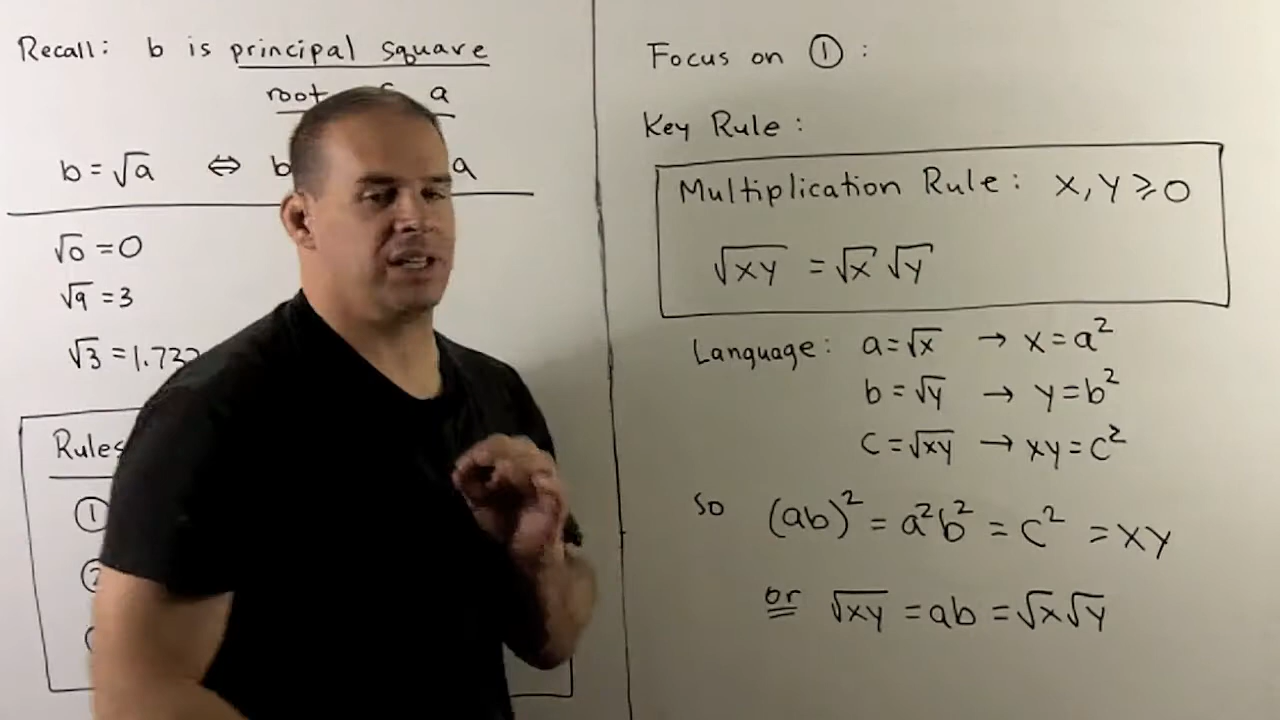 Recall: b is principal square
root a
b = √a ⇔ b a
√0 = 0
√9 = 3
√3 = 1.732
Rules
①
②
Focus on ① :
Key Rule :
Multiplication Rule : X, Y ⩾ 0
√XY = √X √Y
Language: a = √X → X = a²
b = √Y → Y = b²
C = √XY → XY = C²
So (ab)² = a²b² = C² = XY
or √XY = ab = √X√Y